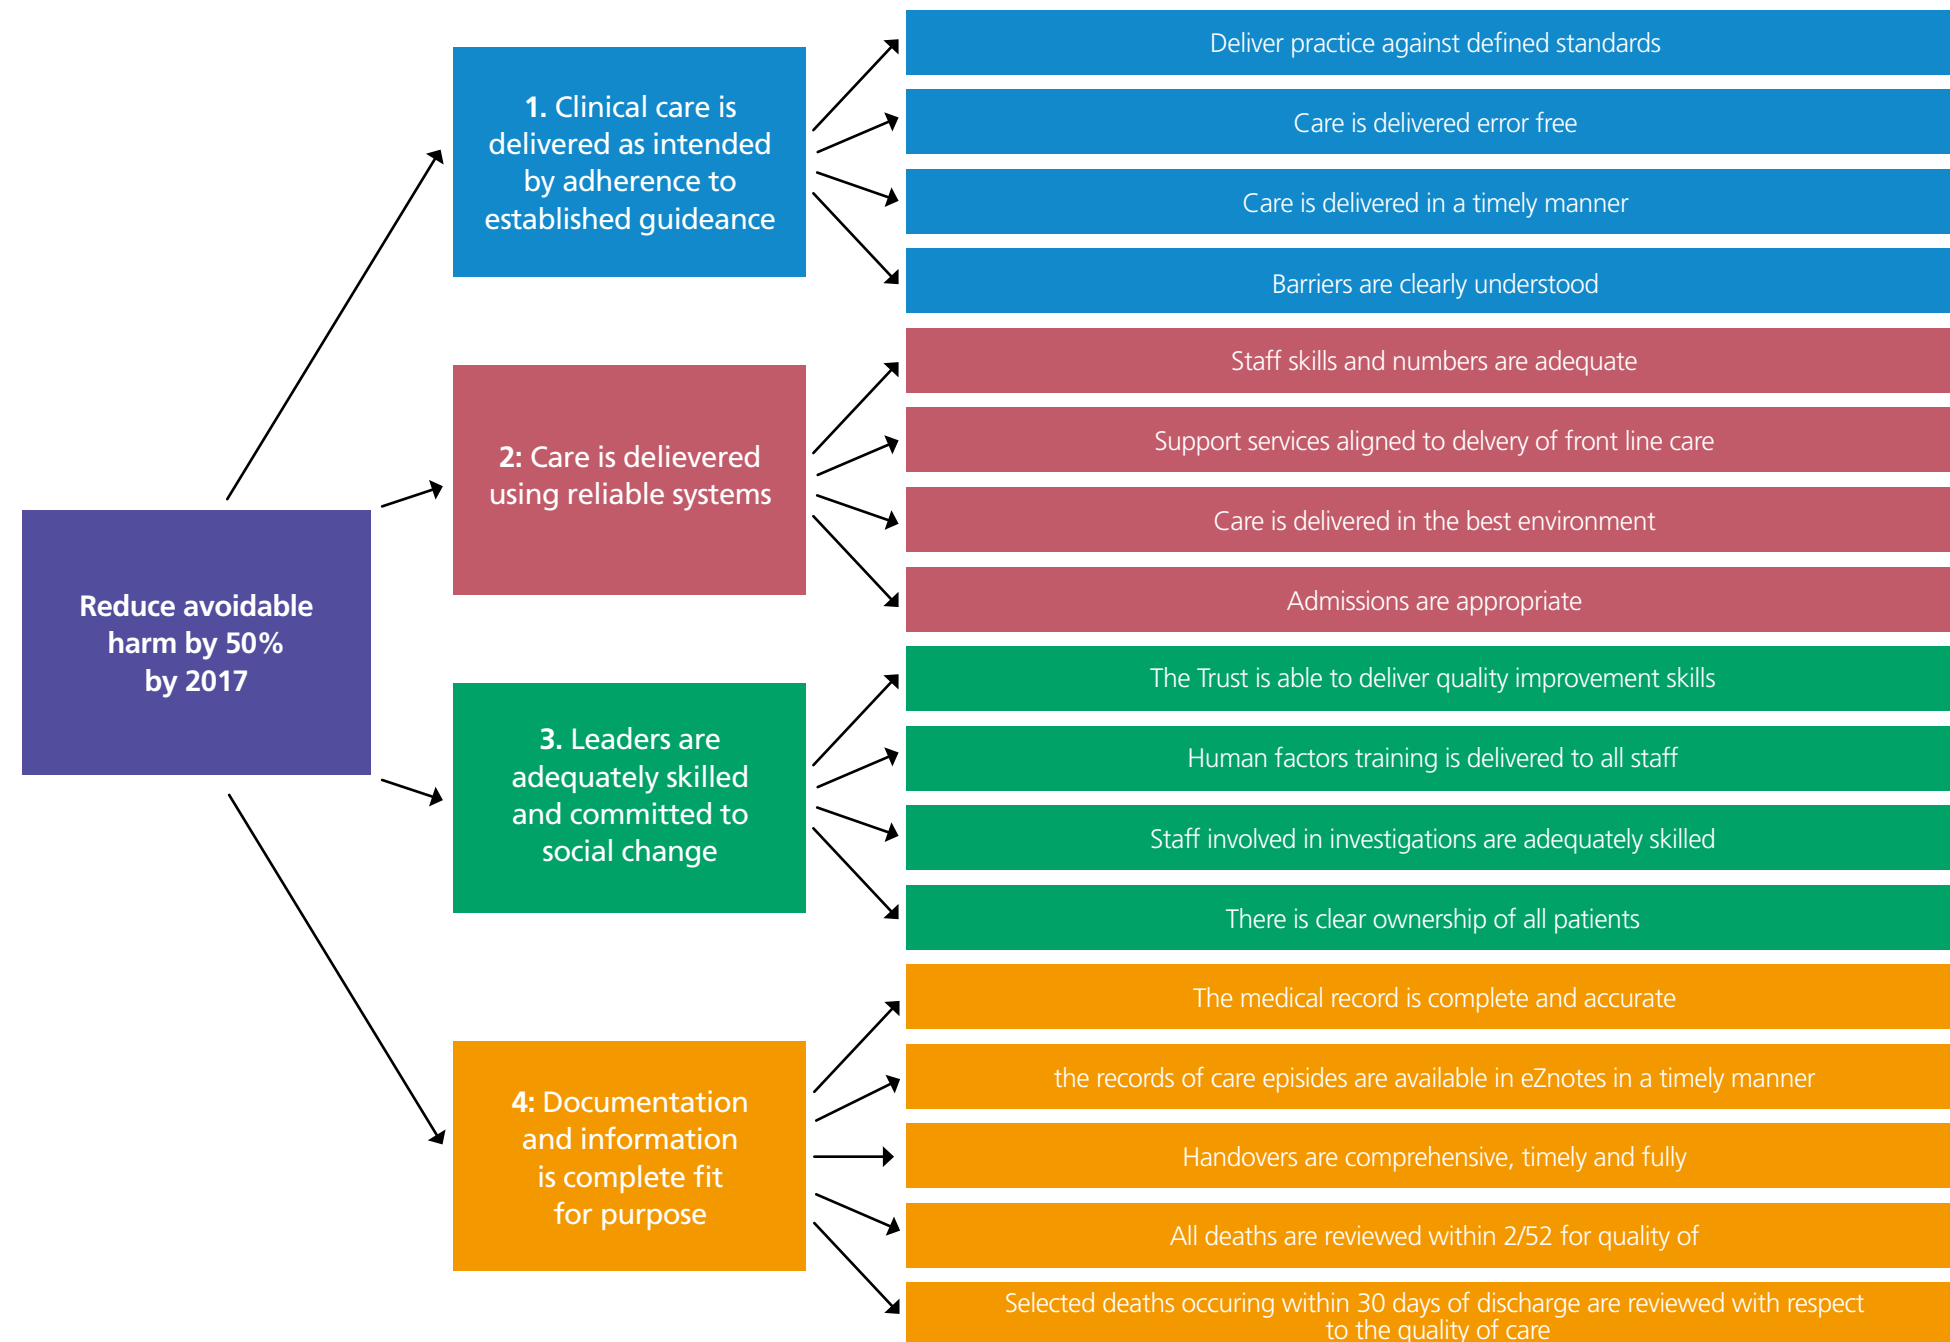 Reduce avoidable
harm by 50%
by 2017
1. Clinical care is
delivered as intended
by adherence to
established guideance
Deliver practice against defined standards
Care is delivered error free
Care is delivered in a timely manner
Barriers are clearly understood
2: Care is delievered
using reliable systems
Staff skills and numbers are adequate
Support services aligned to delvery of front line care
Care is delivered in the best environment
Admissions are appropriate
3. Leaders are
adequately skilled
and committed to
social change
The Trust is able to deliver quality improvement skills
Human factors training is delivered to all staff
Staff involved in investigations are adequately skilled
There is clear ownership of all patients
4: Documentation
and information
is complete fit
for purpose
The medical record is complete and accurate
the records of care episides are available in eZnotes in a timely manner
Handovers are comprehensive, timely and fully
All deaths are reviewed within 2/52 for quality of
Selected deaths occuring within 30 days of discharge are reviewed with respect
to the quality of care